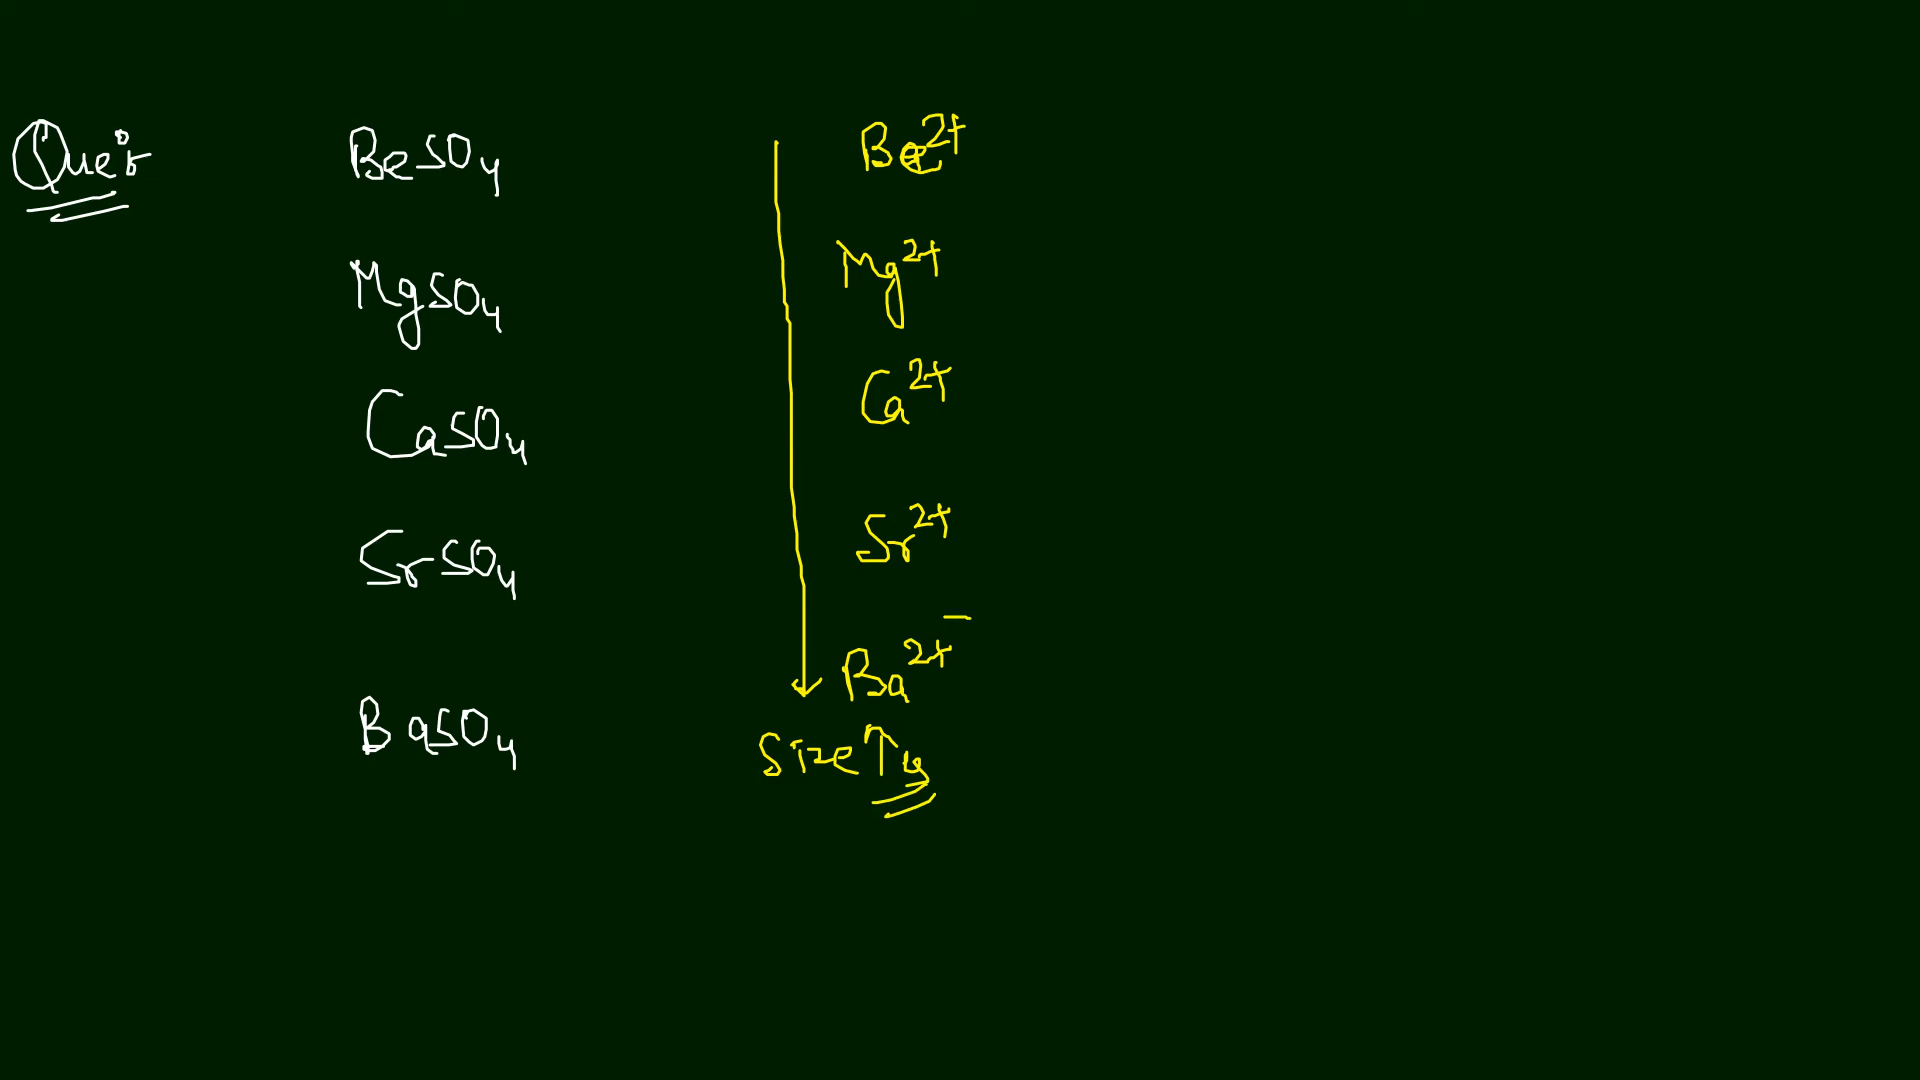 Que:
BeSO4 Be2+
MgSO4 Mg2+
CaSO4 Ca2+
SrSO4 Sr2+
BaSO4 Ba2+
Size↑